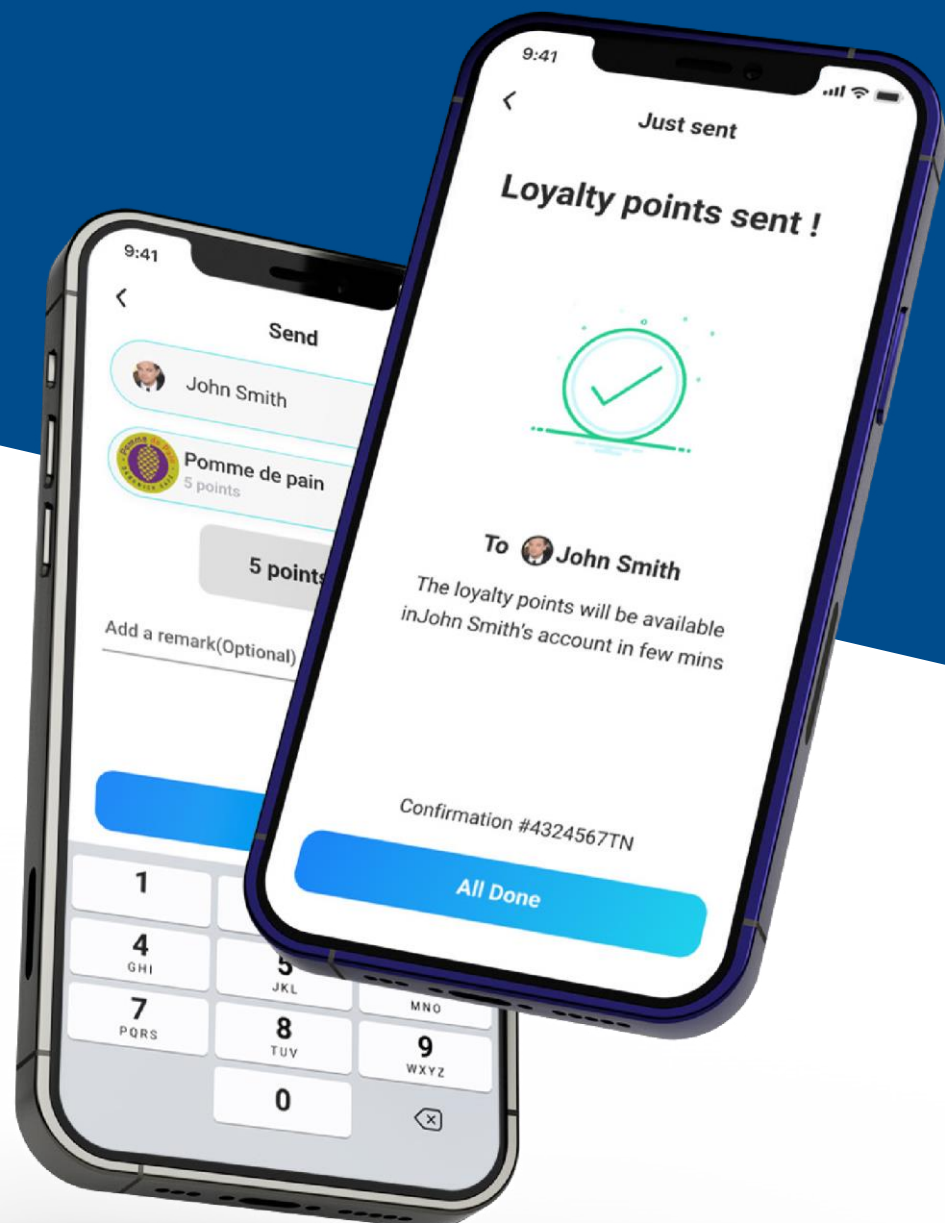 9:41
Send
John Smith
Pomme de pain
5 points
5 points
Add a remark(Optional)
1
4
GHI
5
JKL
MNO
7
PQRS
8
TUV
9
WXYZ
0
9:41
Just sent
Loyalty points sent !
To John Smith
The loyalty points will be available
inJohn Smith's account in few mins
Confirmation #4324567TN
All Done